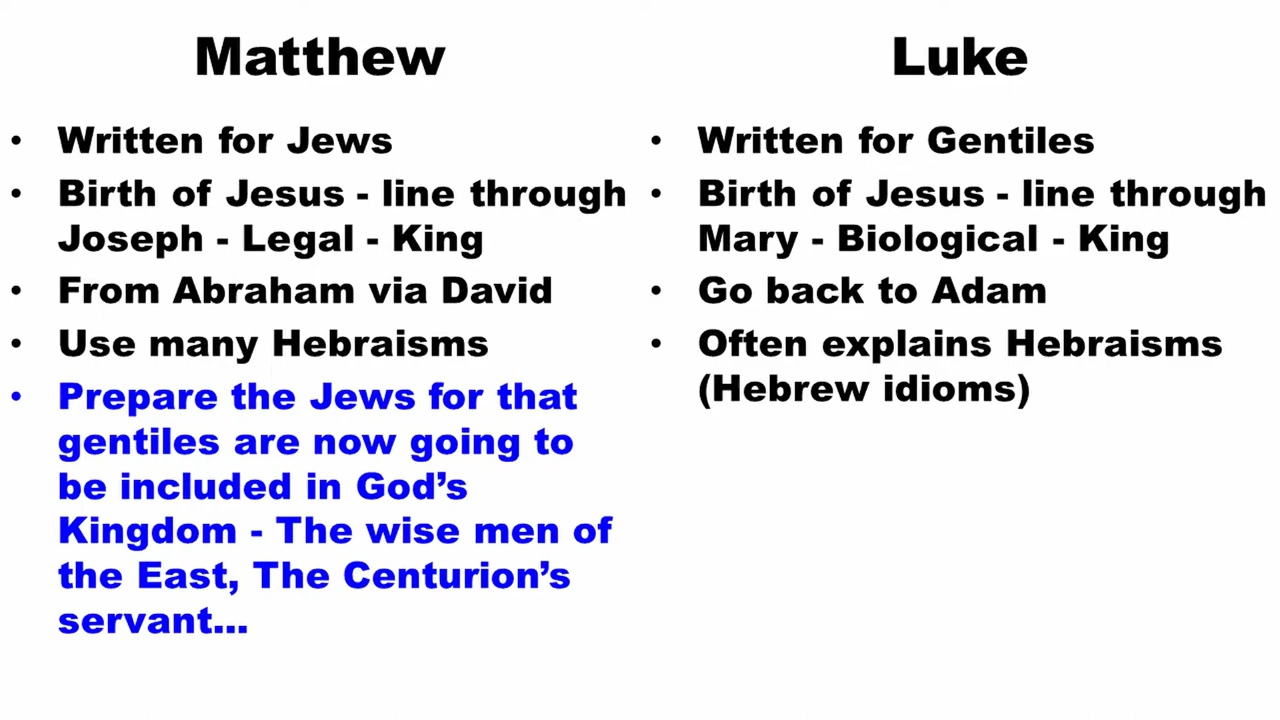 Matthew
• Written for Jews
• Birth of Jesus - line through
Joseph - Legal - King
• From Abraham via David
• Use many Hebraisms
• Prepare the Jews for that
gentiles are now going to
be included in God’s
Kingdom - The wise men of
the East, The Centurion’s
servant...
Luke
• Written for Gentiles
• Birth of Jesus - line through
Mary - Biological - King
• Go back to Adam
• Often explains Hebraisms
(Hebrew idioms)